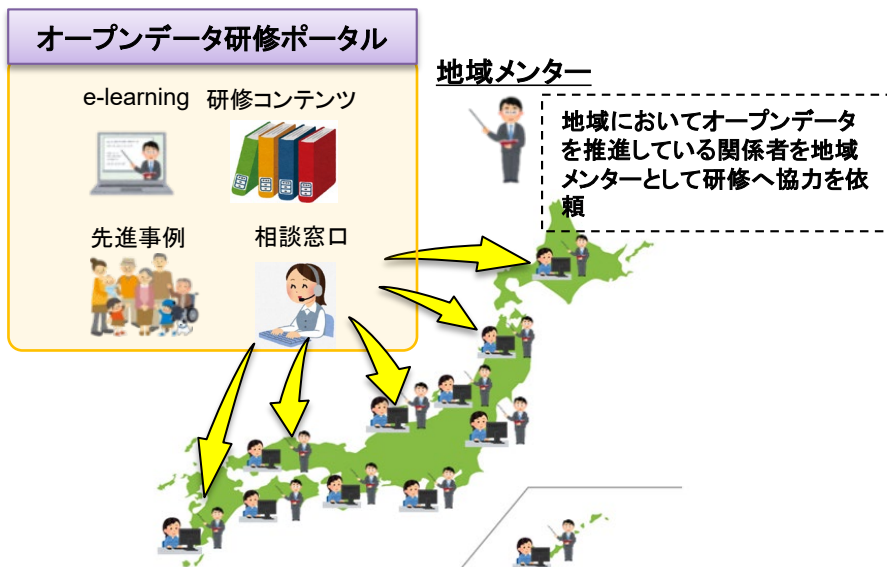 オープンデータ研修ポータル
e-learning 研修コンテンツ
先進事例 相談窓口
地域メンター
地域においてオープンデータ
を推進している関係者を地域
メンターとして研修へ協力を依
頼